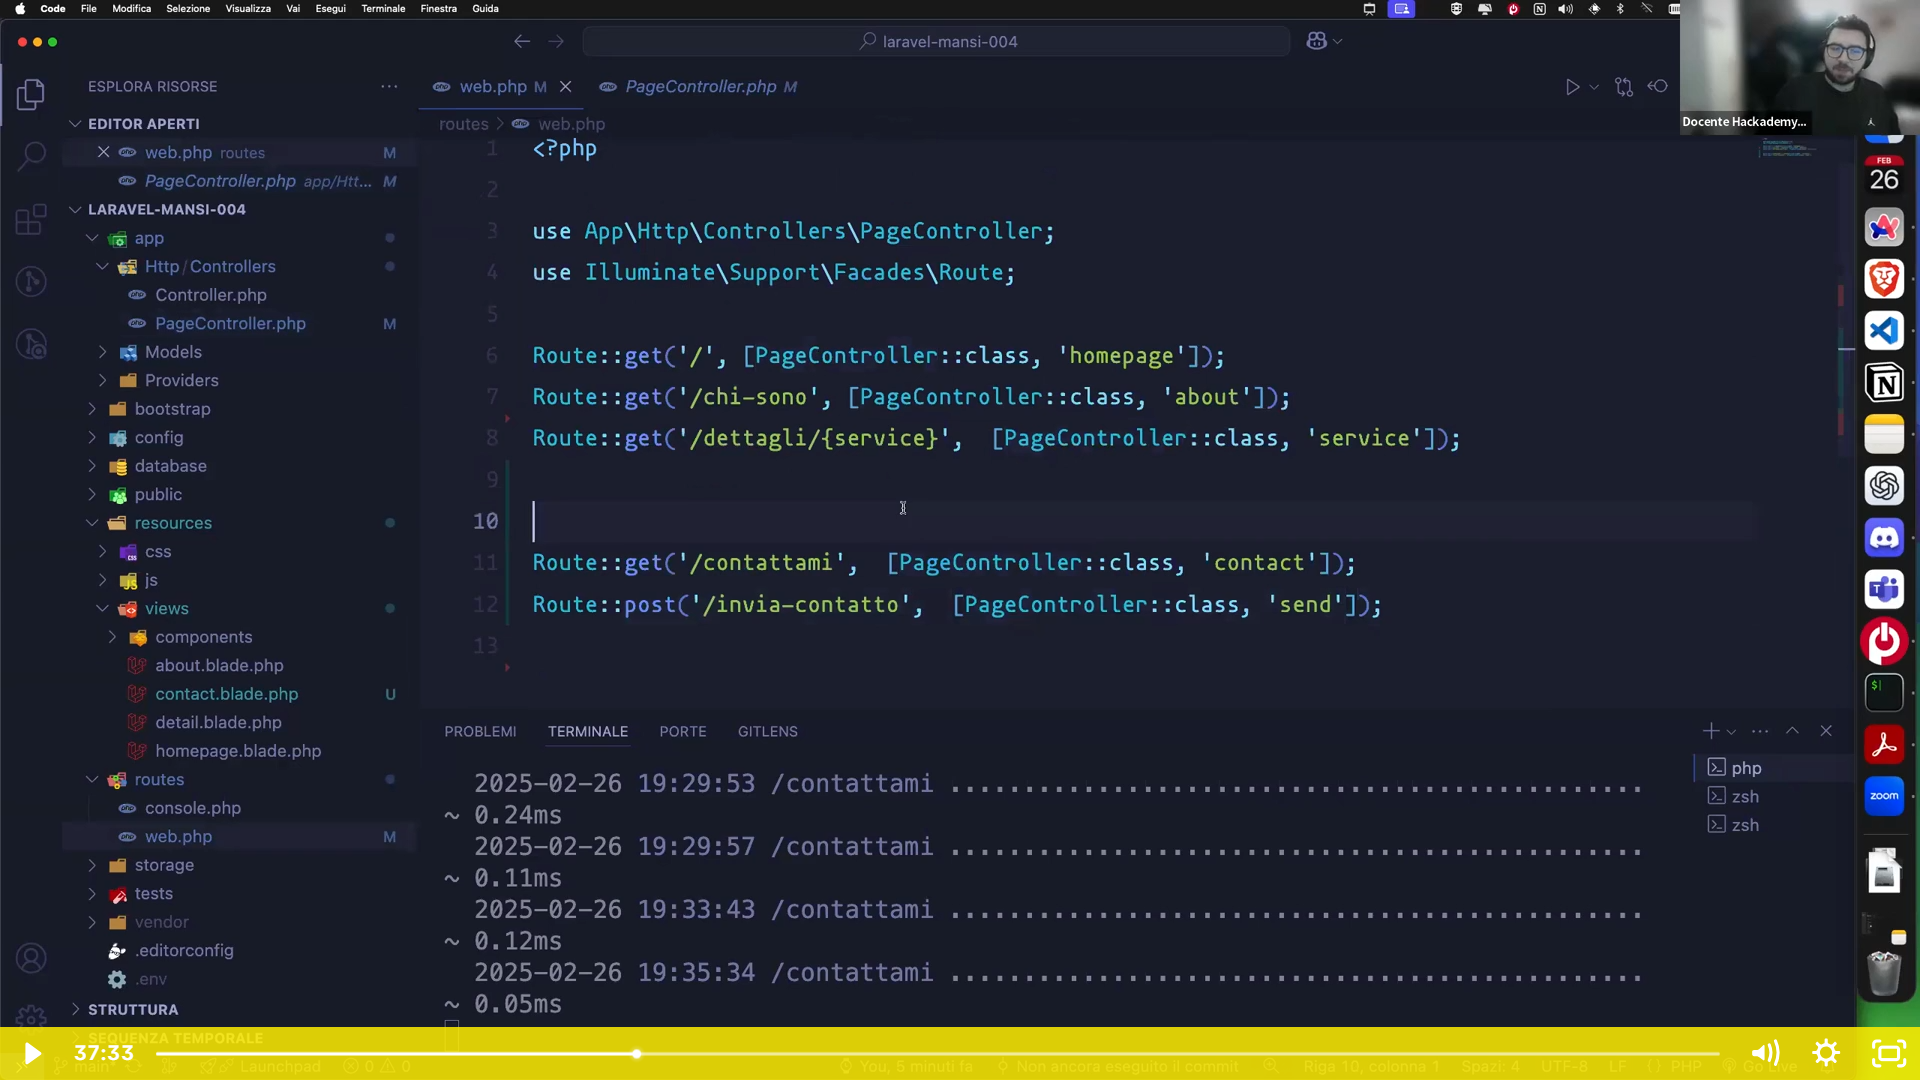 Code File Modifica Selezione Visualizza Vai Esegui Terminale Finestra Guida
laravel-mansi-004
Docente Hackademy...
ESPLORA RISORSE
web.php M
PageController.php M
routes > web.php
EDITOR APERTI
web.php routes M
PageController.php app/Htt... M
LARAVEL-MANSI-004
app
Http / Controllers
Controller.php
PageController.php M
Models
Providers
bootstrap
config
database
public
resources
css
js
views
components
about.blade.php
contact.blade.php U
detail.blade.php
homepage.blade.php
routes
console.php
web.php M
storage
tests
vendor
.editorconfig
.env
STRUTTURA
SEQUENZA TEMPORALE
1 <?php
2
3 use App\Http\Controllers\PageController;
4 use Illuminate\Support\Facades\Route;
5
6 Route::get('/', [PageController::class, 'homepage']);
7 Route::get('/chi-sono', [PageController::class, 'about']);
8 Route::get('/dettagli/{service}', [PageController::class, 'service']);
9
10
11 Route::get('/contattami', [PageController::class, 'contact']);
12 Route::post('/invia-contatto', [PageController::class, 'send']);
13
PROBLEMI TERMINALE PORTE GITLENS
2025-02-26 19:29:53 /contattami ................................................
~ 0.24ms
2025-02-26 19:29:57 /contattami ................................................
~ 0.11ms
2025-02-26 19:33:43 /contattami ................................................
~ 0.12ms
2025-02-26 19:35:34 /contattami ................................................
~ 0.05ms
php
zsh
zsh
FEB
26
zoom
37:33
main* Launchpad 0 0 You, 5 minuti fa Non ancora eseguito il commit Riga 10, colonna 1 Spazi: 4 UTF-8 LF { } PHP Go Live